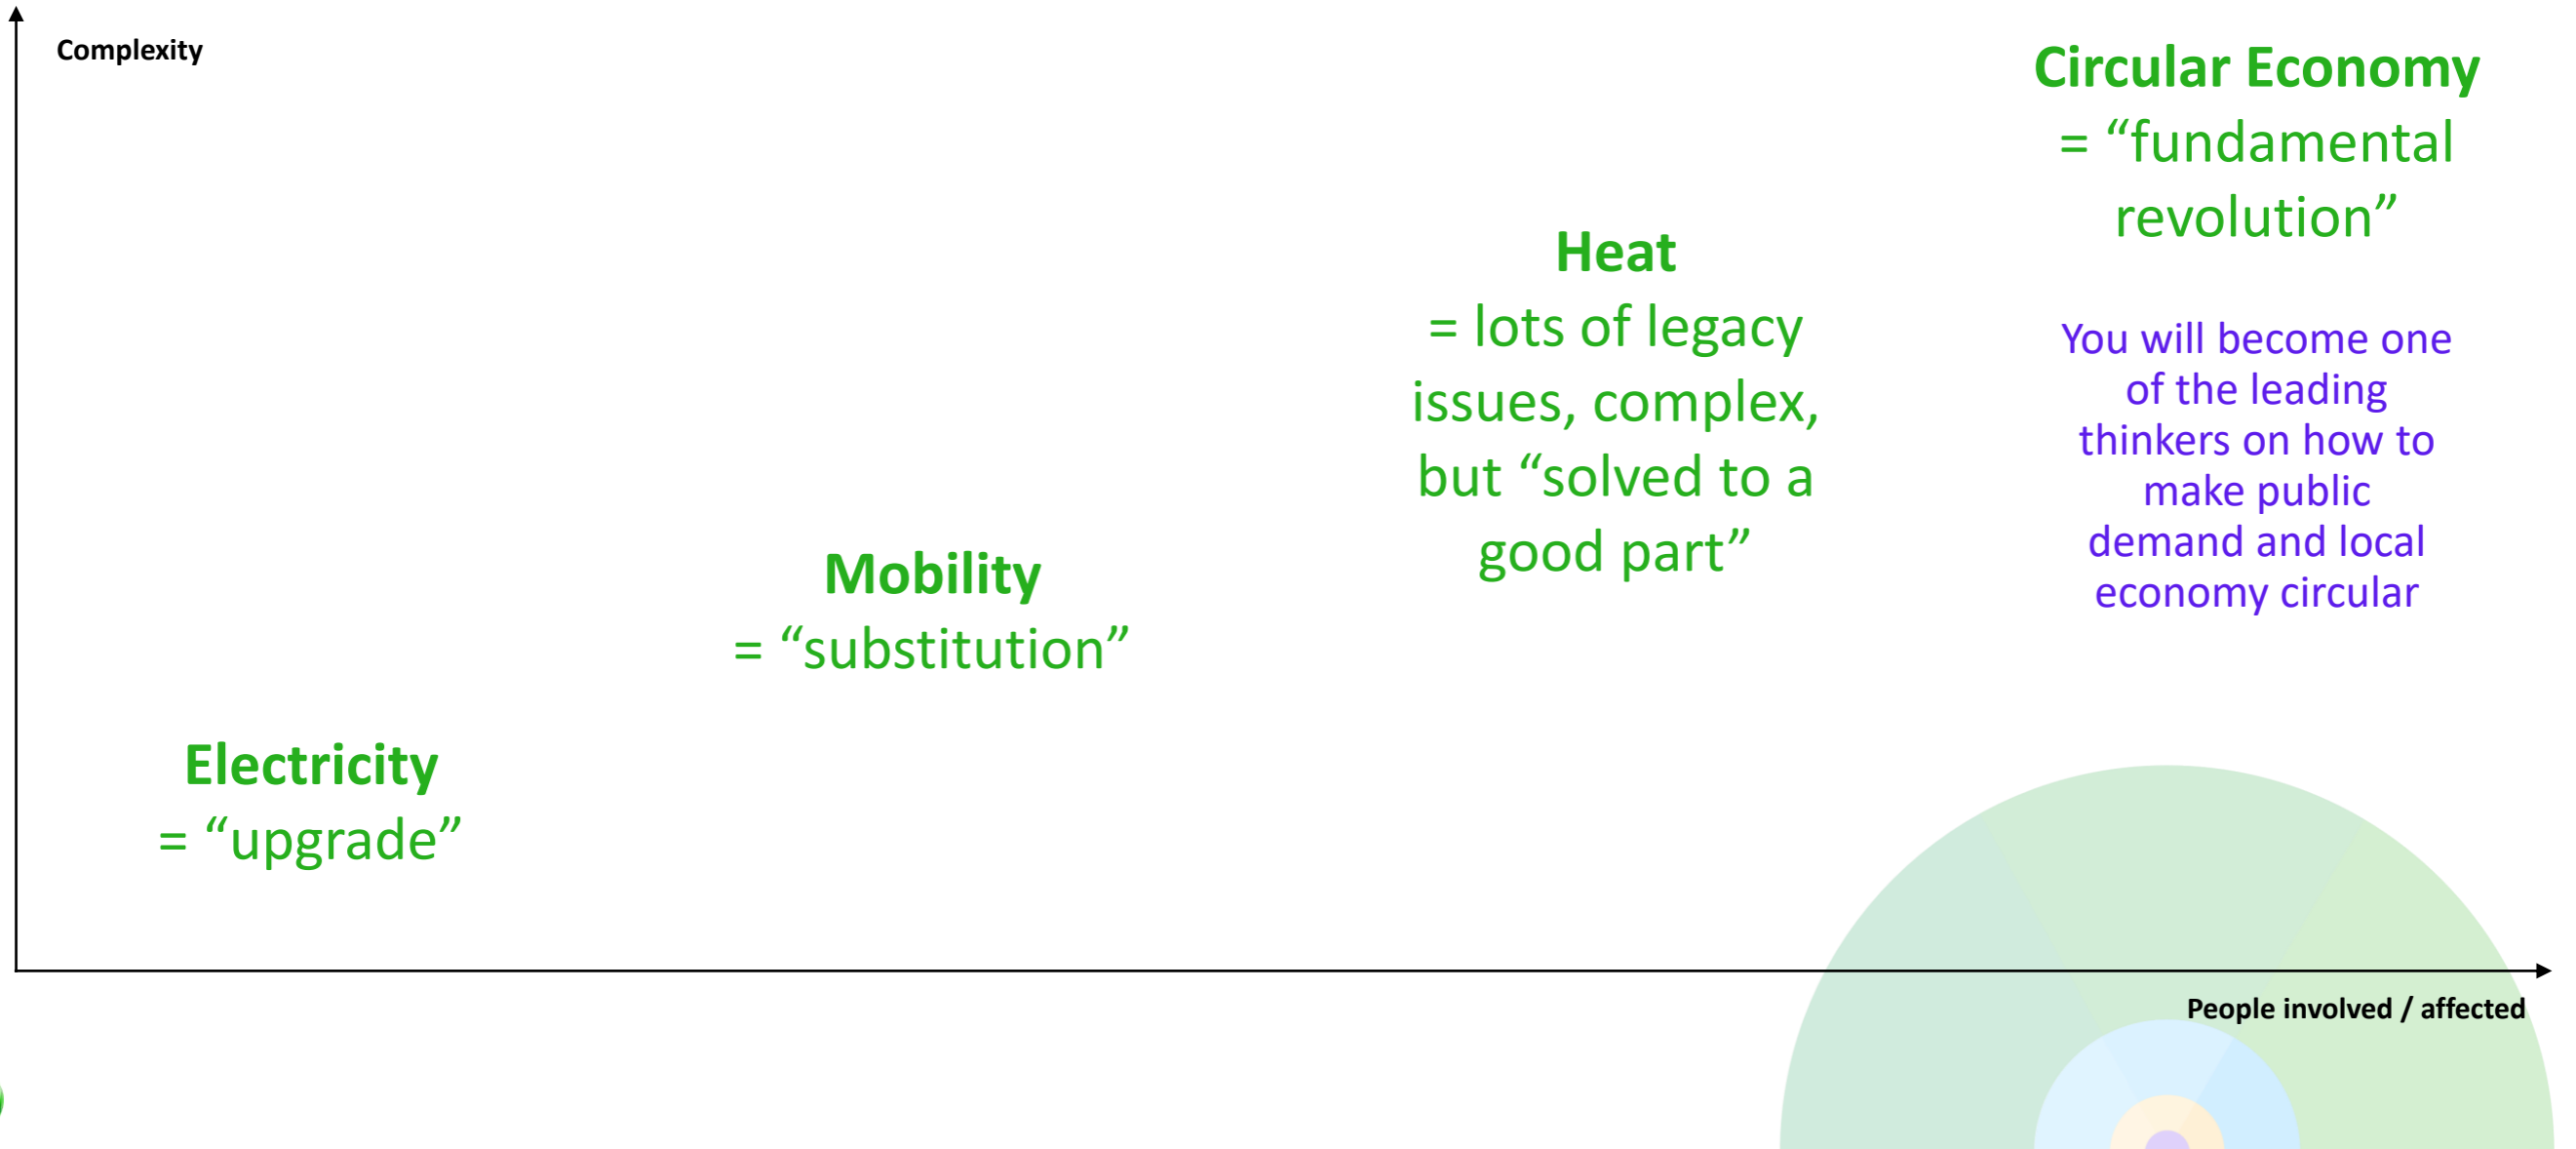 Complexity
Circular Economy
= “fundamental
revolution”
You will become one
of the leading
thinkers on how to
make public
demand and local
economy circular
Heat
= lots of legacy
issues, complex,
but “solved to a
good part”
Mobility
= “substitution”
Electricity
= “upgrade”
People involved / affected